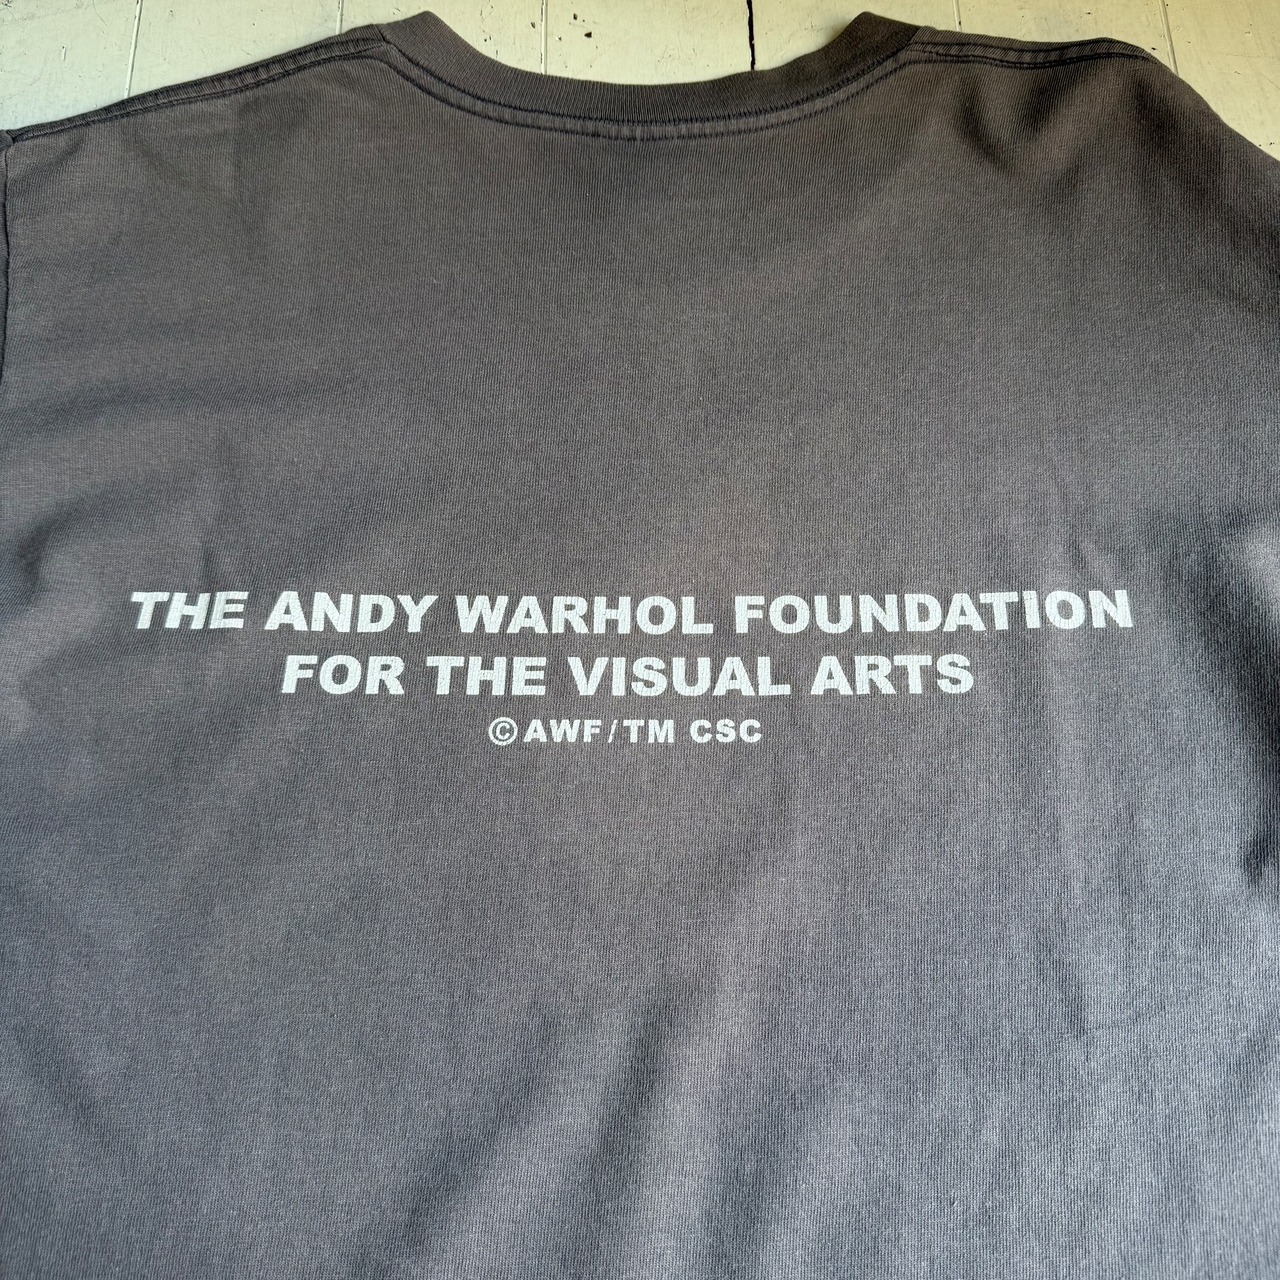 THE ANDY WARHOL FOUNDATION
FOR THE VISUAL ARTS
©AWF/TM CSC